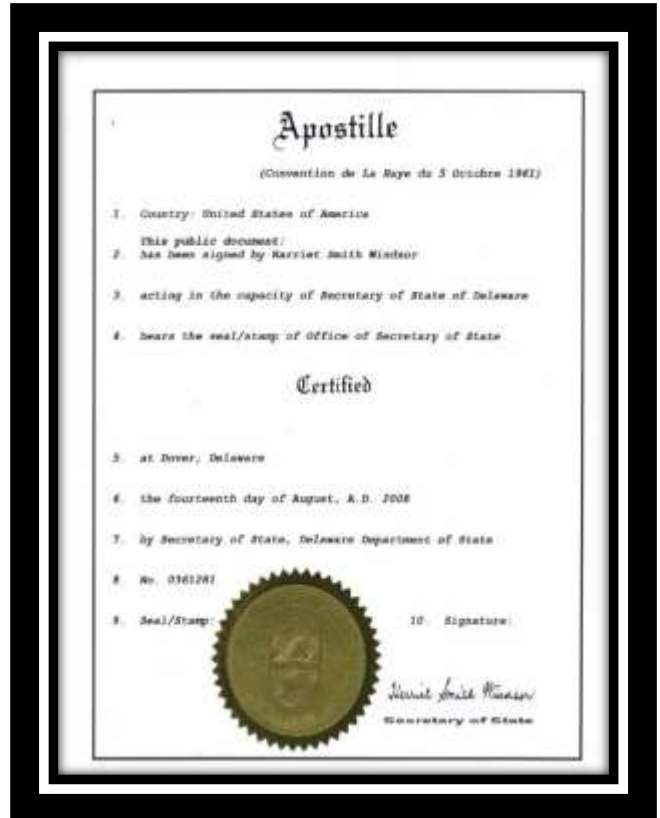 Apostille
(Convention de La Haye du 5 Octobre 1961)
1. Country: United States of America
This public document:
2. has been signed by Harriet Smith Windsor
3. acting in the capacity of Secretary of State of Delaware
4. bears the seal/stamp of Office of Secretary of State
Certified
5. at Dover, Delaware
6. the fourteenth day of August, A.D. 2008
7. by Secretary of State, Delaware Department of State
8. No. 0361281
9. Seal/Stamp: 10. Signature:
Harriet Smith Windsor
Secretary of State